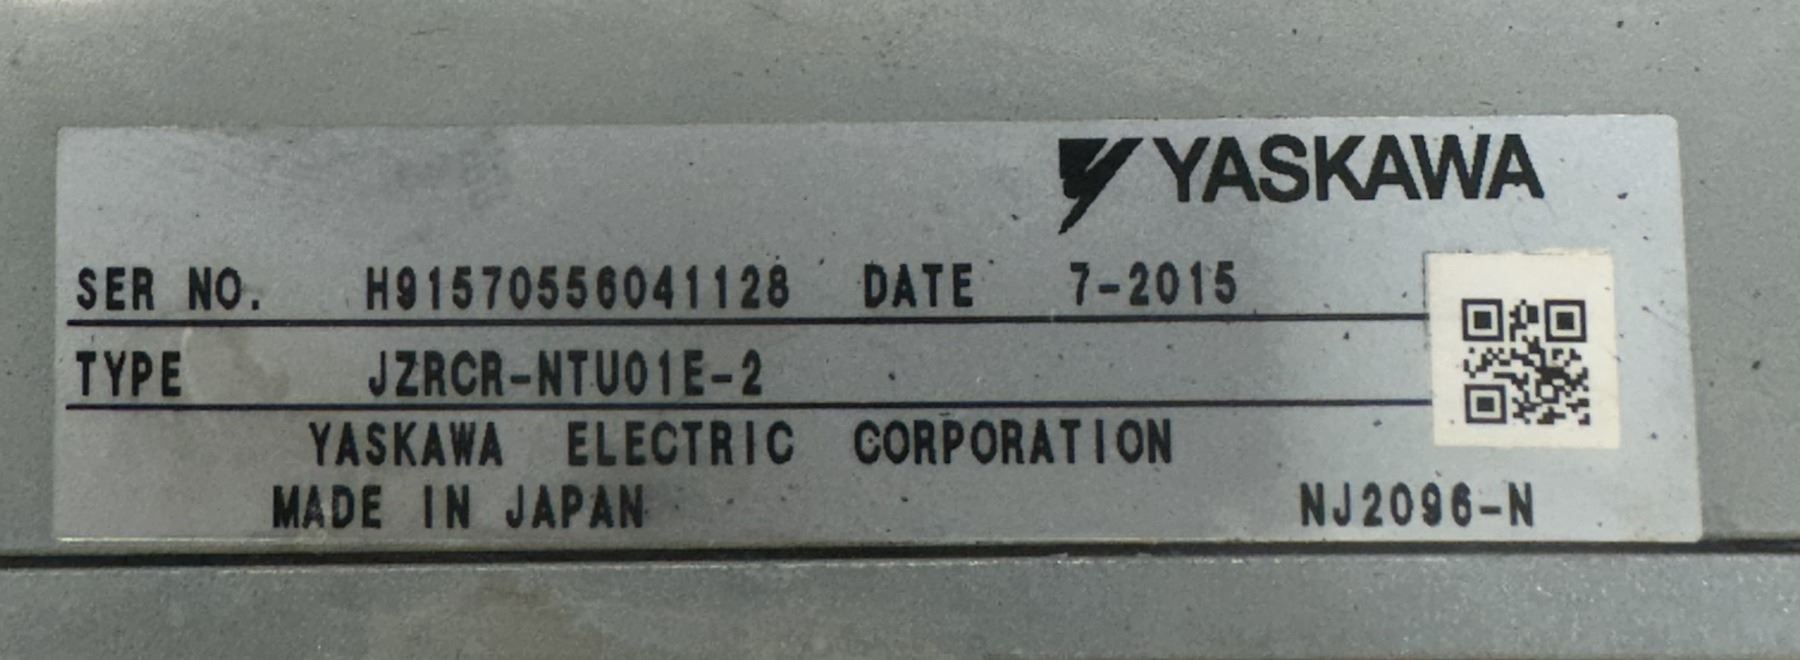 YASKAWA
SER NO. H91570556041128 DATE 7-2015
TYPE JZRCR-NTU01E-2
YASKAWA ELECTRIC CORPORATION
MADE IN JAPAN NJ2096-N